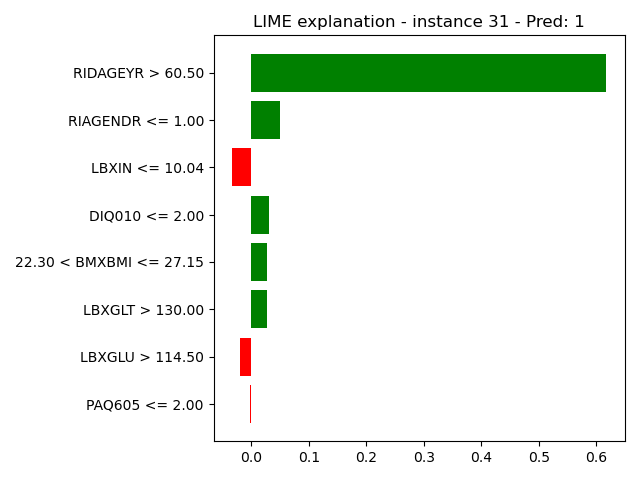 LIME explanation - instance 31 - Pred: 1
RIDAGEYR > 60.50
RIAGENDR <= 1.00
LBXIN <= 10.04
DIQ010 <= 2.00
22.30 < BMXBMI <= 27.15
LBXGLT > 130.00
LBXGLU > 114.50
PAQ605 <= 2.00
0.0 0.1 0.2 0.3 0.4 0.5 0.6